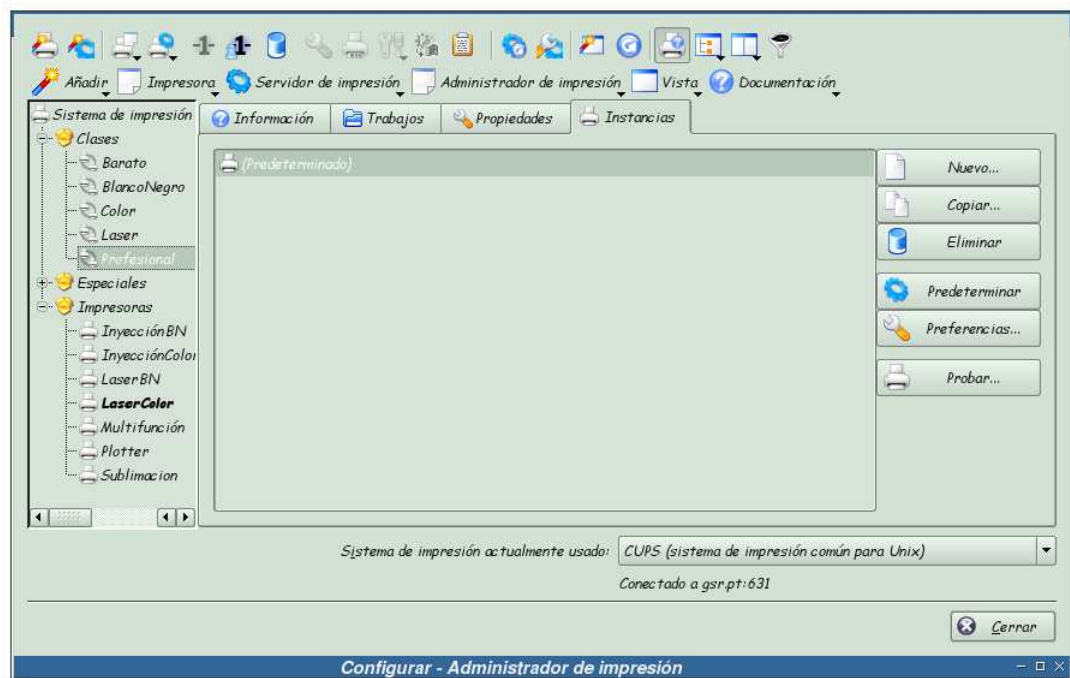 Añadir Impresora Servidor de impresión Administrador de impresión Vista Documentación
Sistema de impresión
Clases
Barato
BlancoNegro
Color
Laser
Profesional
Especiales
Impresoras
InyecciónBN
InyecciónColor
LaserBN
LaserColor
Multifunción
Plotter
Sublimacion
Información Trabajos Propiedades Instancias
(Predeterminado)
Nuevo...
Copiar...
Eliminar
Predeterminar
Preferencias...
Probar...
Sistema de impresión actualmente usado: CUPS (sistema de impresión común para Unix)
Conectado a gsr.pt:631
Cerrar
Configurar - Administrador de impresión